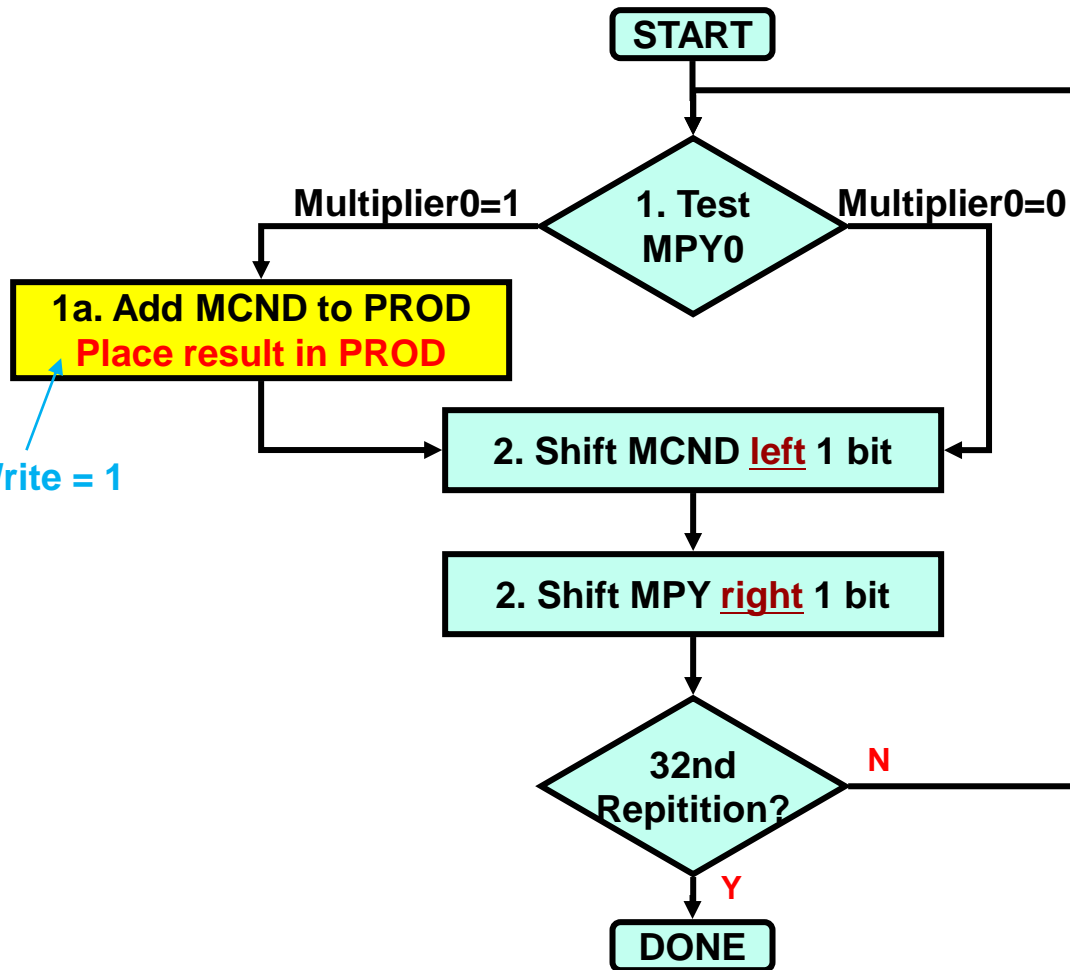 START
Multiplier0=1
1. Test
MPY0
Multiplier0=0
1a. Add MCND to PROD
Place result in PROD
rite = 1
2. Shift MCND left 1 bit
2. Shift MPY right 1 bit
32nd
Repitition?
N
Y
DONE